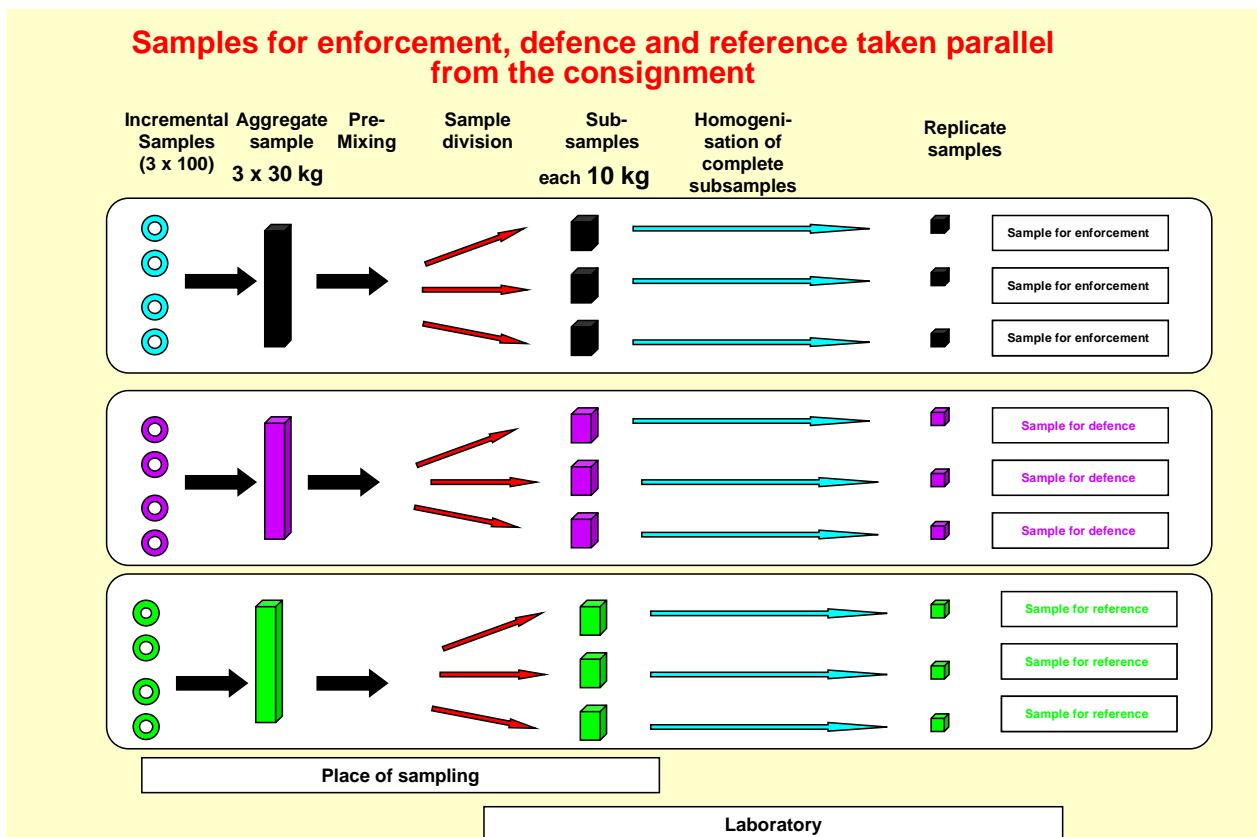 Samples for enforcement, defence and reference taken parallel
from the consignment
Incremental
Samples
(3 x 100)
Aggregate
sample
3 x 30 kg
Pre-
Mixing
Sample
division
Sub-
samples
each 10 kg
Homogeni-
sation of
complete
subsamples
Replicate
samples
Sample for enforcement
Sample for enforcement
Sample for enforcement
Sample for defence
Sample for defence
Sample for defence
Sample for reference
Sample for reference
Sample for reference
Place of sampling
Laboratory